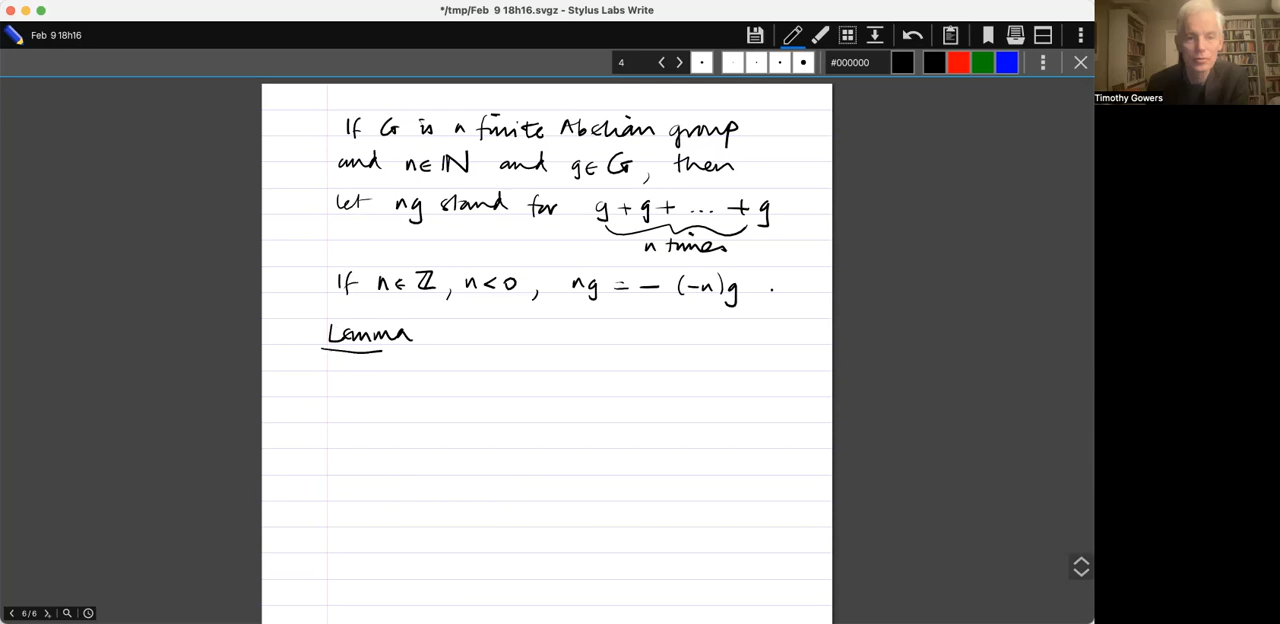 */tmp/Feb 9 18h16.svgz - Stylus Labs Write
Feb 9 18h16
4
#000000
Timothy Gowers
If G is a finite Abelian group
and n ∈ ℕ and g ∈ G, then
let ng stand for g + g + ... + g
n times
If n ∈ ℤ, n < 0, ng = - (-n)g .
Lemma
6/6